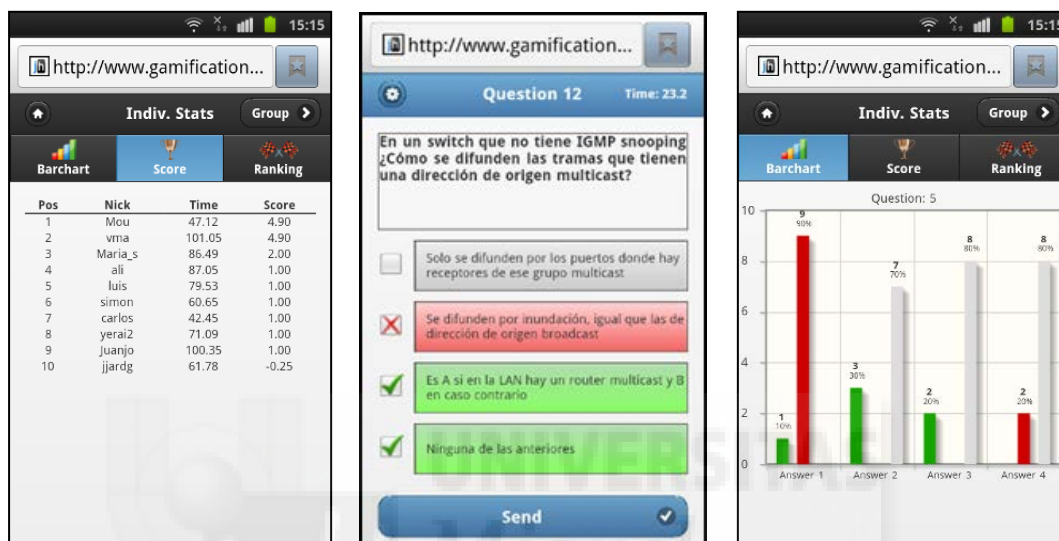 15:15
http://www.gamification...
Indiv. Stats
Group
Barchart
Score
Ranking
Pos Nick Time Score
1 Mou 47.12 4.90
2 vma 101.05 4.90
3 Maria_s 86.49 2.00
4 ali 87.05 1.00
5 luis 79.53 1.00
6 simon 60.65 1.00
7 carlos 42.45 1.00
8 yerai2 71.09 1.00
9 Juanjo 100.35 1.00
10 jjardg 61.78 -0.25
http://www.gamification...
Question 12
Time: 23.2
En un switch que no tiene IGMP snooping
¿Cómo se difunden las tramas que tienen
una dirección de origen multicast?
Solo se difunden por los puertos donde hay
receptores de ese grupo multicast
Se difunden por inundación, igual que las de
dirección de origen broadcast
Es A si en la LAN hay un router multicast y B
en caso contrario
Ninguna de las anteriores
Send
15:15
http://www.gamification...
Indiv. Stats
Group
Barchart
Score
Ranking
Question: 5
10
8
6
4
2
0
1
10%
9
90%
3
30%
7
70%
2
20%
8
80%
2
20%
8
80%
Answer 1
Answer 2
Answer 3
Answer 4
UNIVERSITAS